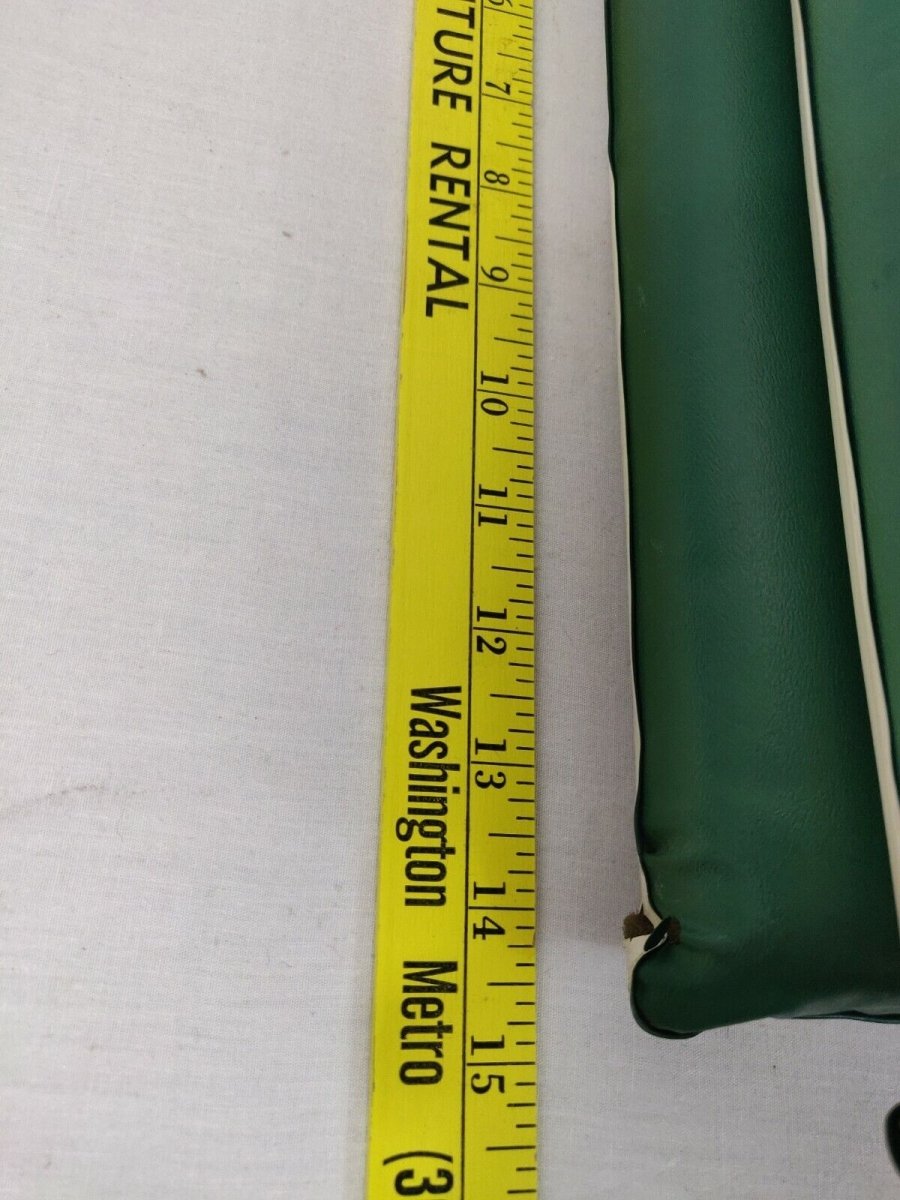 TURE RENTAL
Washington Metro (3
6 7 8 9 10 11 12 13 14 15